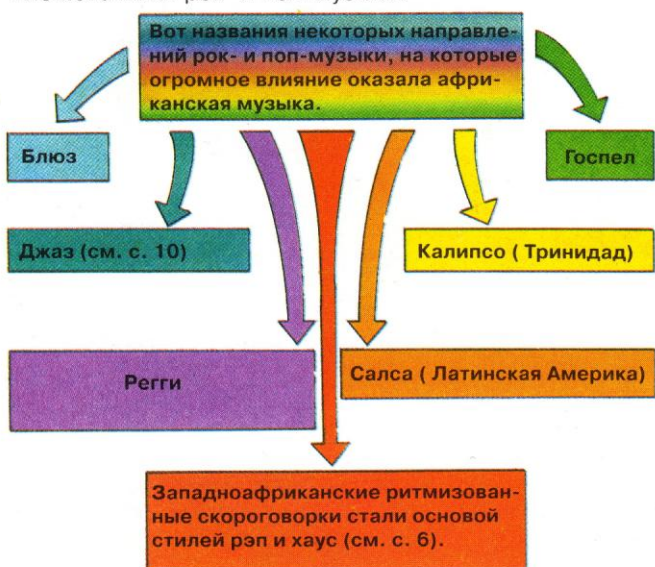 Вот названия некоторых направле-
ний рок- и поп-музыки, на которые
огромное влияние оказала афри-
канская музыка.
Блюз
Госпел
Джаз (см. с. 10)
Калипсо ( Тринидад)
Регги
Салса ( Латинская Америка)
Западноафриканские ритмизован-
ные скороговорки стали основой
стилей рэп и хаус (см. с. 6).